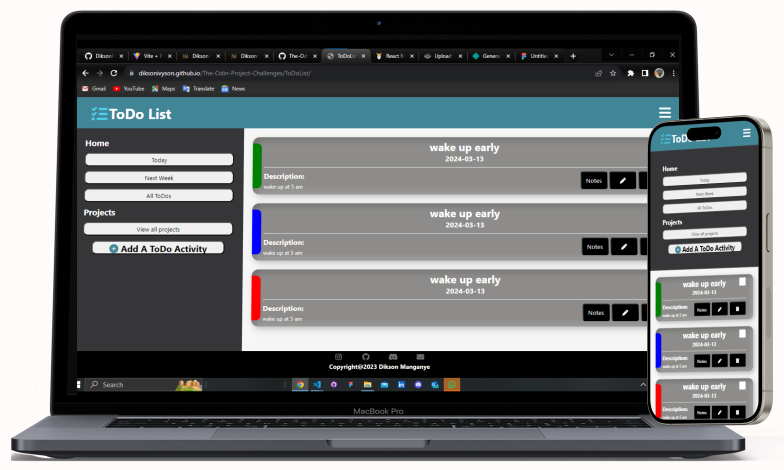 Dikson
Vite + 
Dikson
Dikson
The-Od
ToDoLi
React R
Upload
Genera
Untitle
diksonivyson.github.io/The-Odin-Project-Challenges/ToDoList/
Gmail
YouTube
Maps
Translate
News
ToDo List
Home
Today
Next Week
All ToDos
Projects
View all projects
Add A ToDo Activity
wake up early
2024-03-13
Description:
wake up at 5 am
Notes
wake up early
2024-03-13
Description:
wake up at 5 am
Notes
wake up early
2024-03-13
Description:
wake up at 5 am
Notes
Copyright@2023 Dikson Manganye
Search
MacBook Pro
Home
Today
Next Week
All ToDos
Projects
View all projects
Add A ToDo Activity
wake up early
2024-03-13
Description:
wake up at 5 am
Notes
wake up early
2024-03-13
Description:
wake up at 5 am
Notes
wake up early
2024-03-13
Description:
wake up at 5 am
Notes